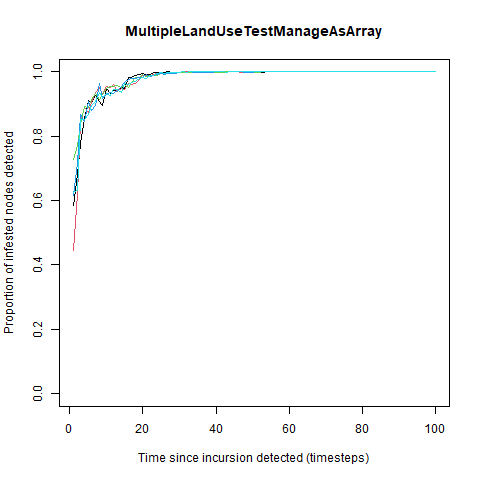 MultipleLandUseTestManageAsArray
Proportion of infested nodes detected
1.0
0.8
0.6
0.4
0.2
0.0
0 20 40 60 80 100
Time since incursion detected (timesteps)